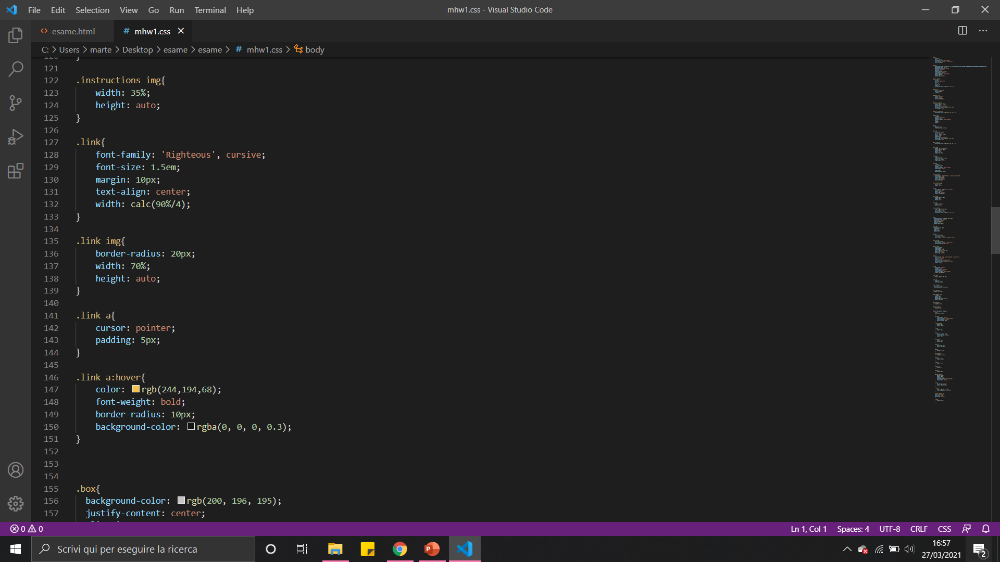 File Edit Selection View Go Run Terminal Help
mhw1.css - Visual Studio Code
esame.html
# mhw1.css
C: > Users > marte > Desktop > esame > esame > # mhw1.css > body
120 }
121
122 .instructions img{
123 width: 35%;
124 height: auto;
125 }
126
127 .link{
128 font-family: 'Righteous', cursive;
129 font-size: 1.5em;
130 margin: 10px;
131 text-align: center;
132 width: calc(90%/4);
133 }
134
135 .link img{
136 border-radius: 20px;
137 width: 70%;
138 height: auto;
139 }
140
141 .link a{
142 cursor: pointer;
143 padding: 5px;
144 }
145
146 .link a:hover{
147 color: rgb(244,194,68);
148 font-weight: bold;
149 border-radius: 10px;
150 background-color: rgba(0, 0, 0, 0.3);
151 }
152
153
154
155 .box{
156 background-color: rgb(200, 196, 195);
157 justify-content: center;
0 0
Ln 1, Col 1 Spaces: 4 UTF-8 CRLF CSS
Scrivi qui per eseguire la ricerca
16:57
27/03/2021
2